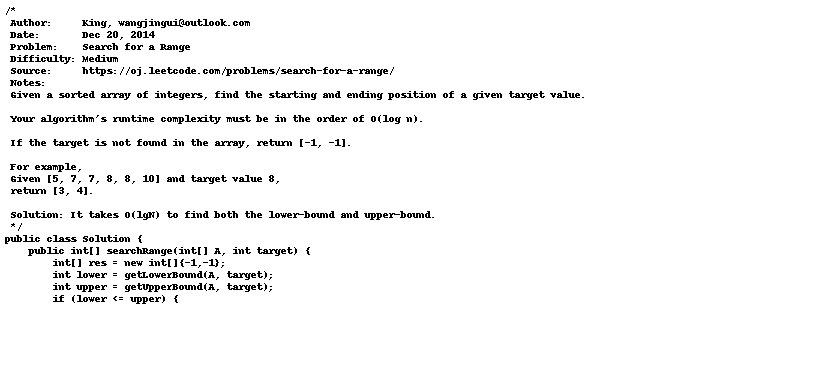 /*
Author: King, wangjingui@outlook.com
Date: Dec 20, 2014
Problem: Search for a Range
Difficulty: Medium
Source: https://oj.leetcode.com/problems/search-for-a-range/
Notes:
Given a sorted array of integers, find the starting and ending position of a given target value.
Your algorithm's runtime complexity must be in the order of O(log n).
If the target is not found in the array, return [-1, -1].
For example,
Given [5, 7, 7, 8, 8, 10] and target value 8,
return [3, 4].
Solution: It takes O(lgN) to find both the lower-bound and upper-bound.
*/
public class Solution {
public int[] searchRange(int[] A, int target) {
int[] res = new int[]{-1,-1};
int lower = getLowerBound(A, target);
int upper = getUpperBound(A, target);
if (lower <= upper) {